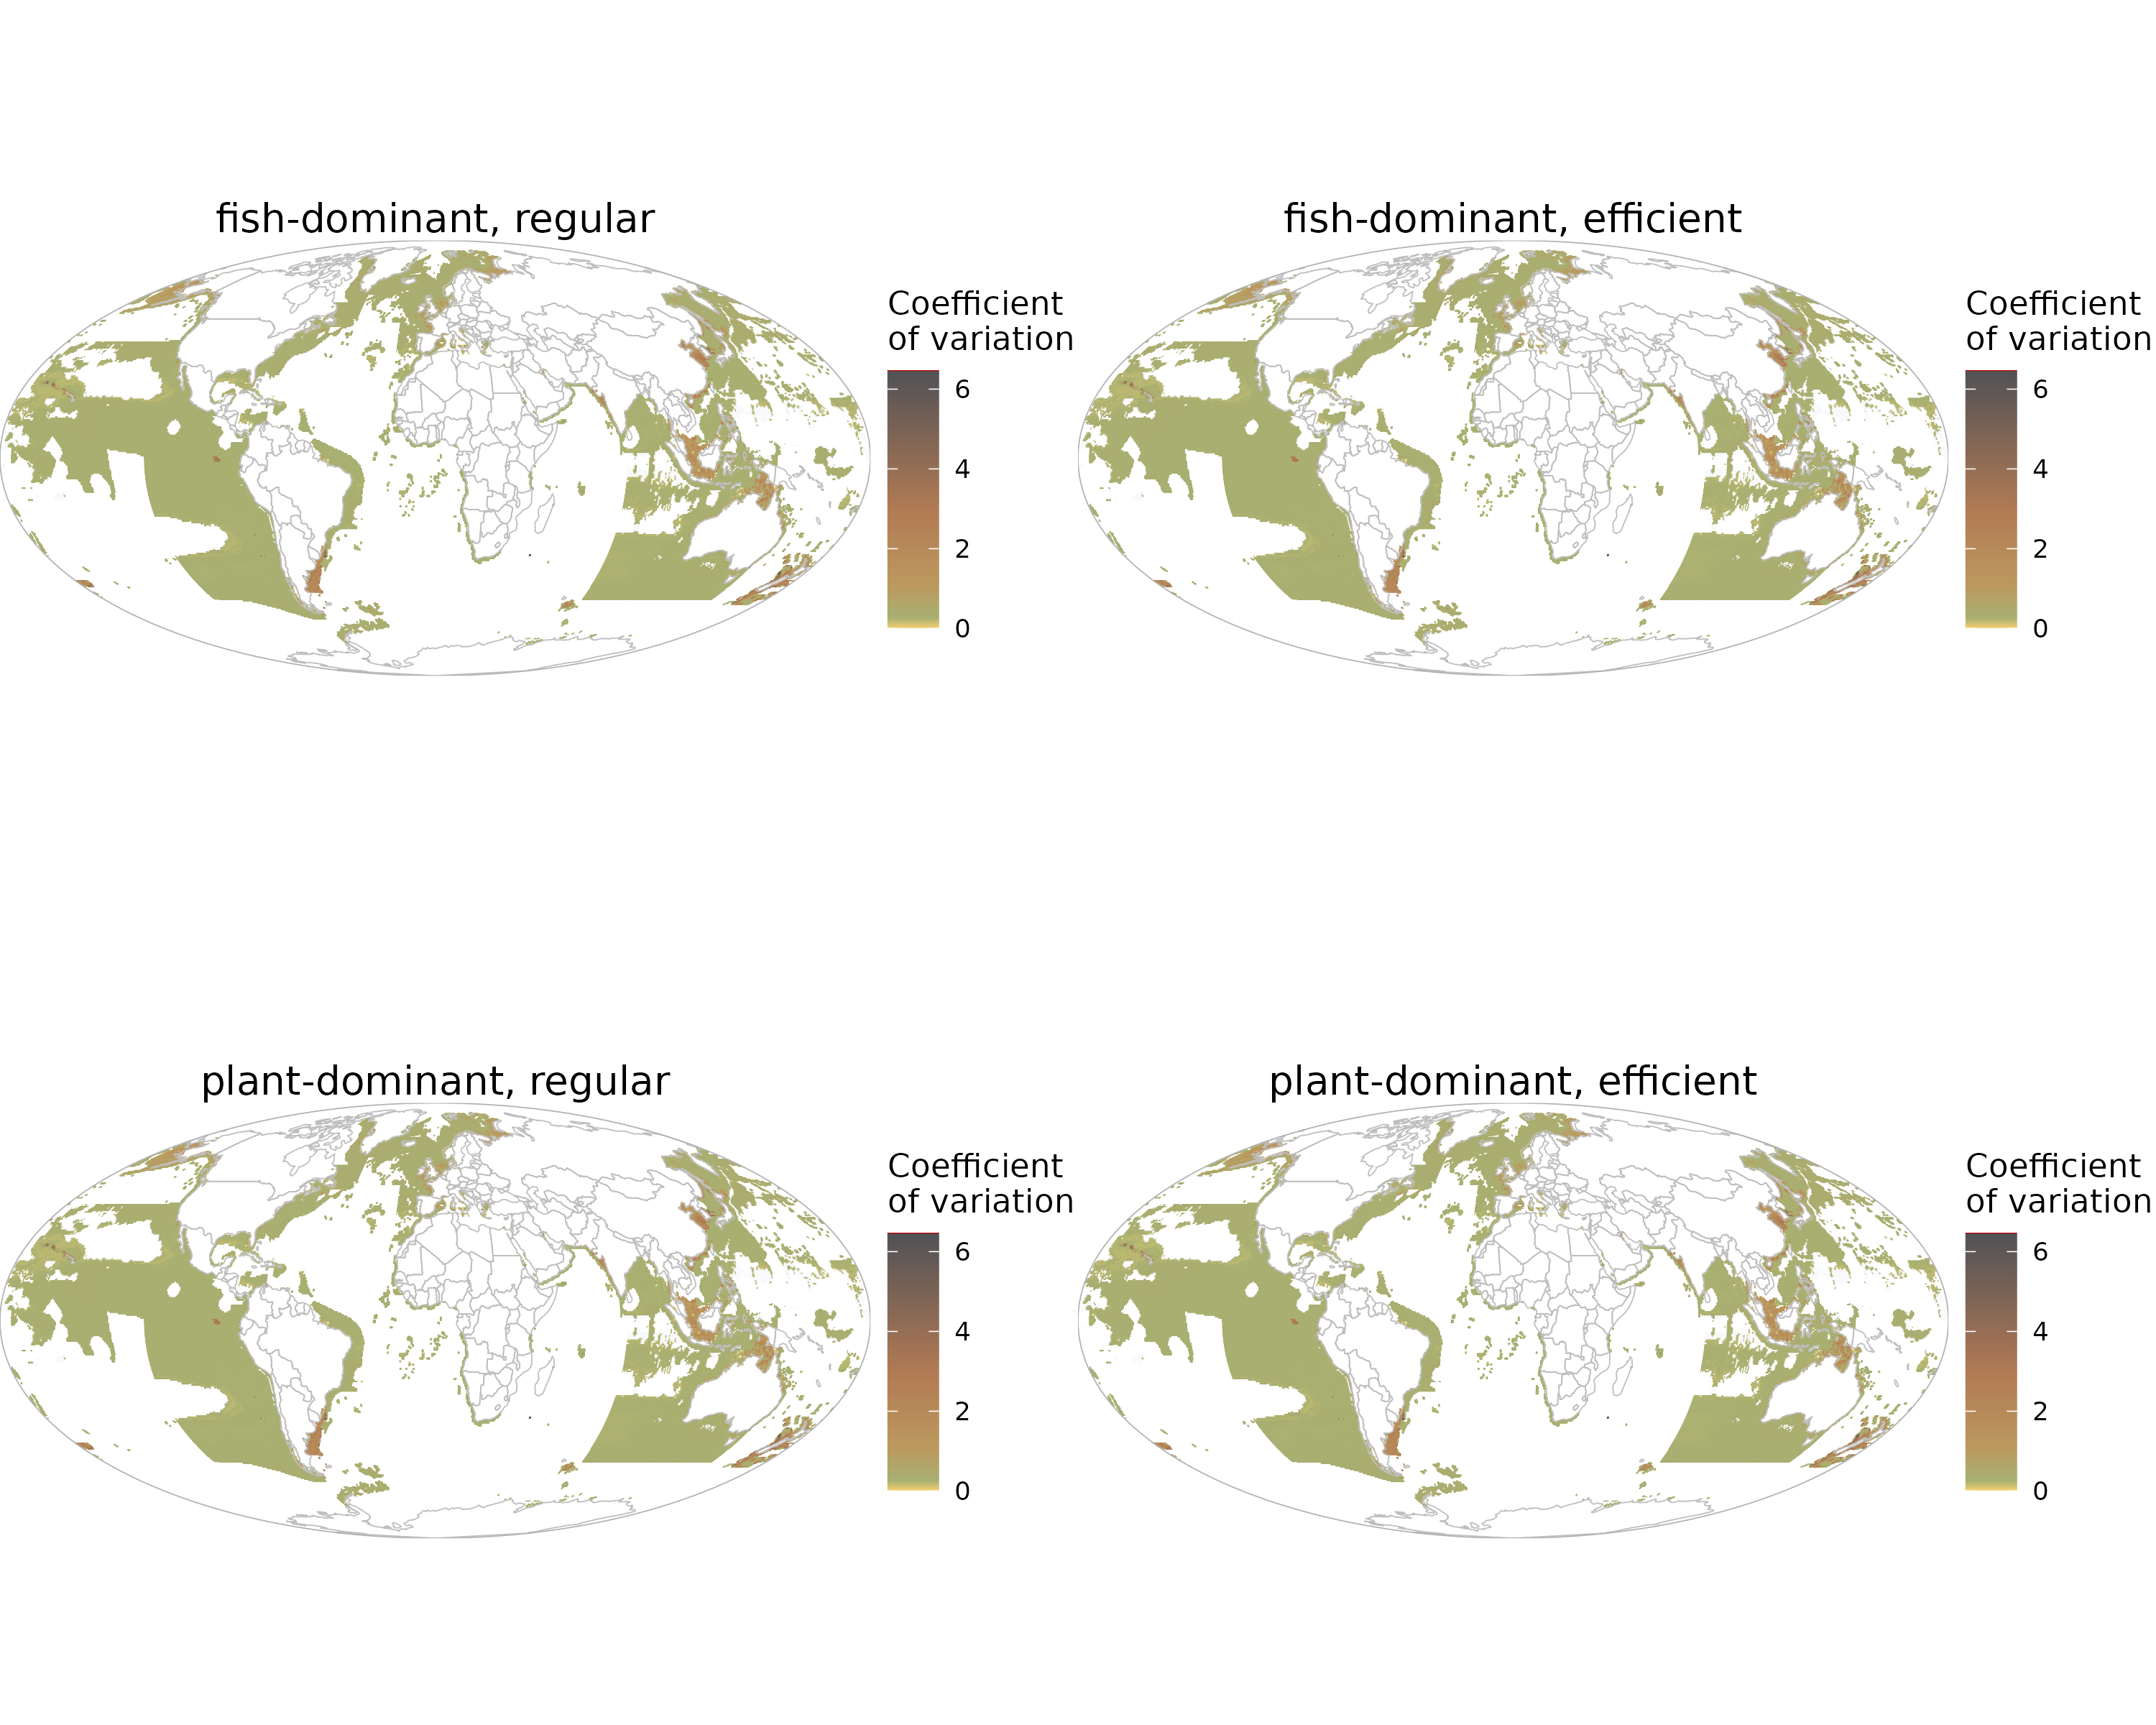 fish-dominant, regular
Coefficient
of variation
6
4
2
0
fish-dominant, efficient
Coefficient
of variation
6
4
2
0
plant-dominant, regular
Coefficient
of variation
6
4
2
0
plant-dominant, efficient
Coefficient
of variation
6
4
2
0